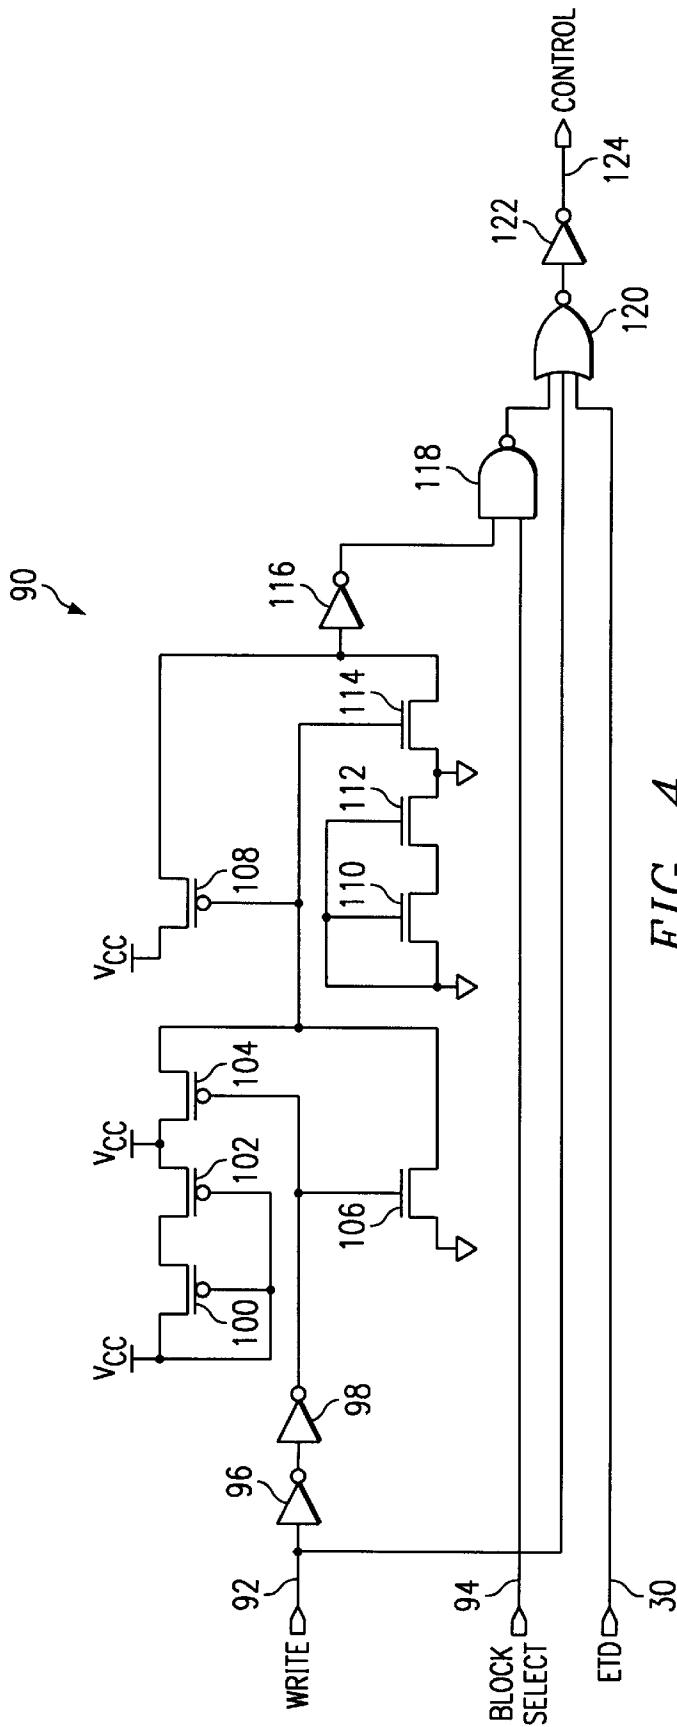 90
VCC
VCC
VCC
100
102
104
108
106
110
112
114
116
118
96
98
WRITE
92
BLOCK
SELECT
94
ETD
30
120
122
124
CONTROL
FIG. 4